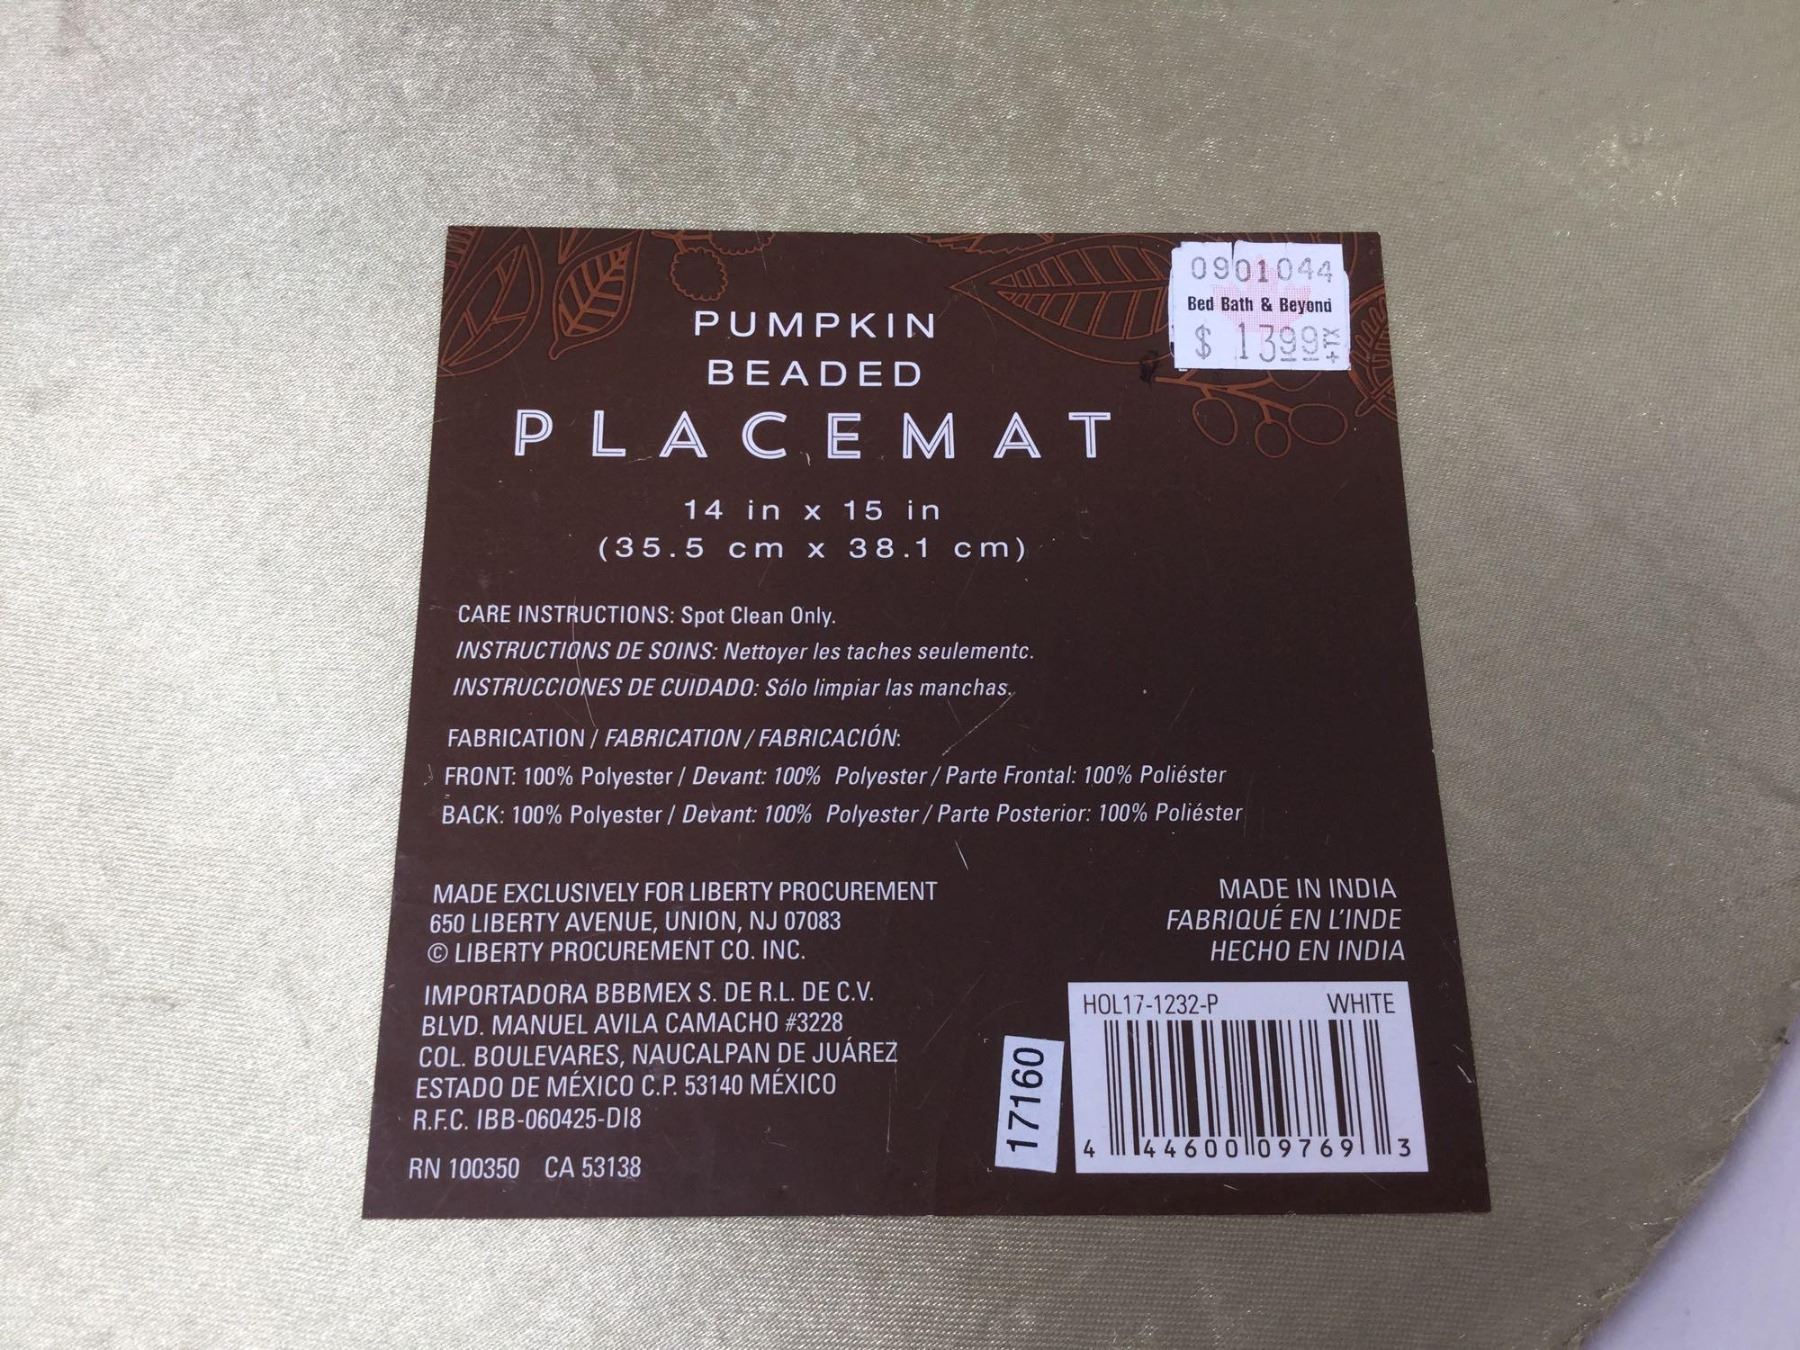 0901044
Bed Bath & Beyond
$ 13.99 +TX
PUMPKIN
BEADED
PLACEMAT
14 in x 15 in
(35.5 cm x 38.1 cm)
CARE INSTRUCTIONS: Spot Clean Only.
INSTRUCTIONS DE SOINS: Nettoyer les taches seulementc.
INSTRUCCIONES DE CUIDADO: Sólo limpiar las manchas.
FABRICATION / FABRICATION / FABRICACIÓN:
FRONT: 100% Polyester / Devant: 100% Polyester / Parte Frontal: 100% Poliéster
BACK: 100% Polyester / Devant: 100% Polyester / Parte Posterior: 100% Poliéster
MADE EXCLUSIVELY FOR LIBERTY PROCUREMENT
650 LIBERTY AVENUE, UNION, NJ 07083
© LIBERTY PROCUREMENT CO. INC.
IMPORTADORA BBBMEX S. DE R.L. DE C.V.
BLVD. MANUEL AVILA CAMACHO #3228
COL. BOULEVARES, NAUCALPAN DE JUÁREZ
ESTADO DE MÉXICO C.P. 53140 MÉXICO
R.F.C. IBB-060425-DI8
RN 100350 CA 53138
MADE IN INDIA
FABRIQUÉ EN L'INDE
HECHO EN INDIA
17160
HOL17-1232-P WHITE
4 44600 09769 3